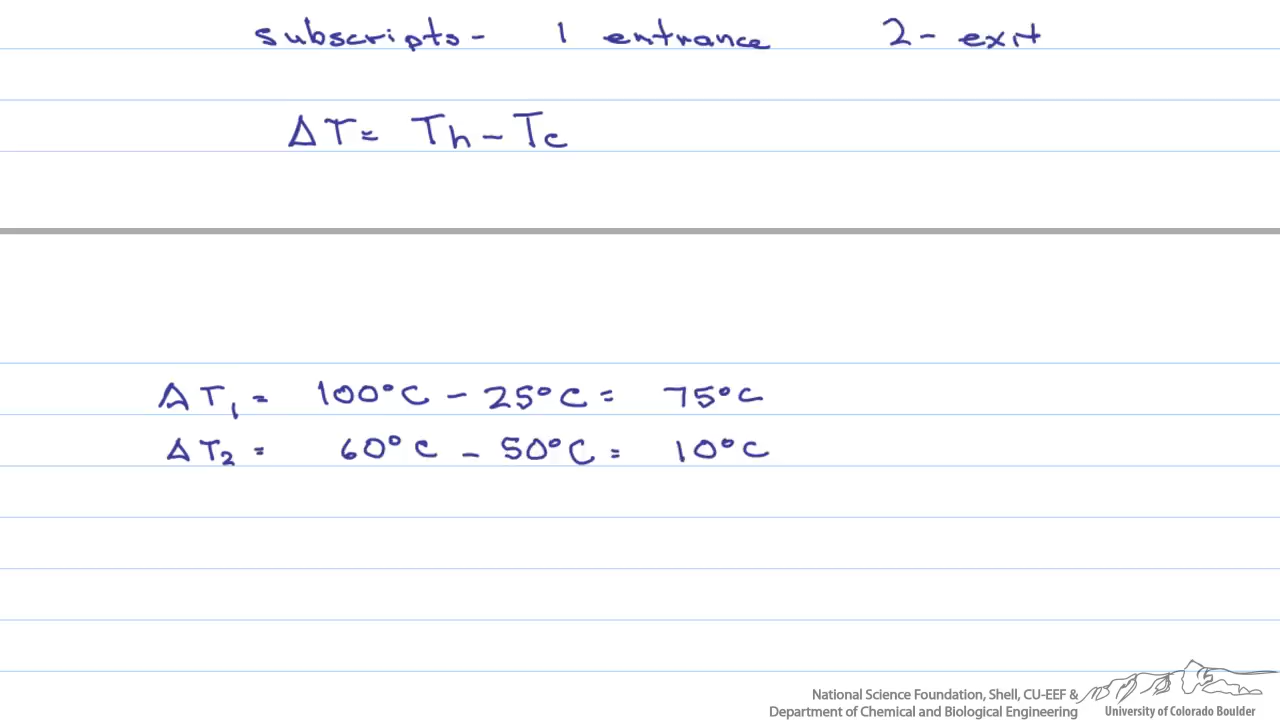 subscripts - 1 entrance 2 - exit
ΔT = Th - Tc
ΔT₁ = 100°C - 25°C = 75°C
ΔT₂ = 60°C - 50°C = 10°C
National Science Foundation, Shell, CU-EEF &
Department of Chemical and Biological Engineering
University of Colorado Boulder